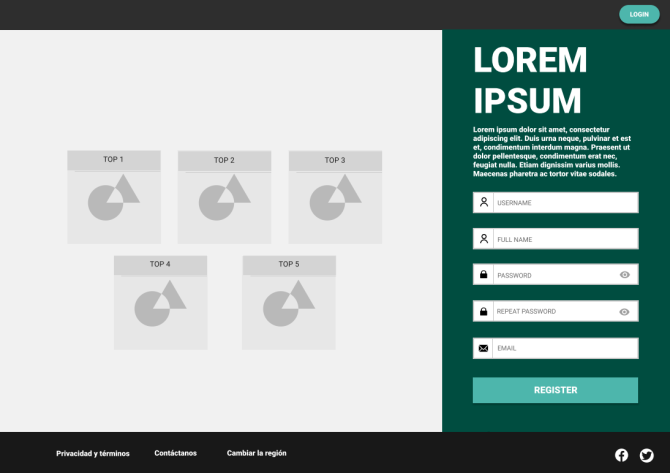 LOGIN
LOREM
IPSUM
Lorem ipsum dolor sit amet, consectetur
adipiscing elit. Duis urna neque, pulvinar et est
et, condimentum interdum magna. Praesent ut
dolor pellentesque, condimentum erat nec,
feugiat nulla. Etiam dignissim varius mollis.
Maecenas pharetra ac tortor vitae sodales.
TOP 1
TOP 2
TOP 3
TOP 4
TOP 5
USERNAME
FULL NAME
PASSWORD
REPEAT PASSWORD
EMAIL
REGISTER
Privacidad y términos
Contáctanos
Cambiar la región